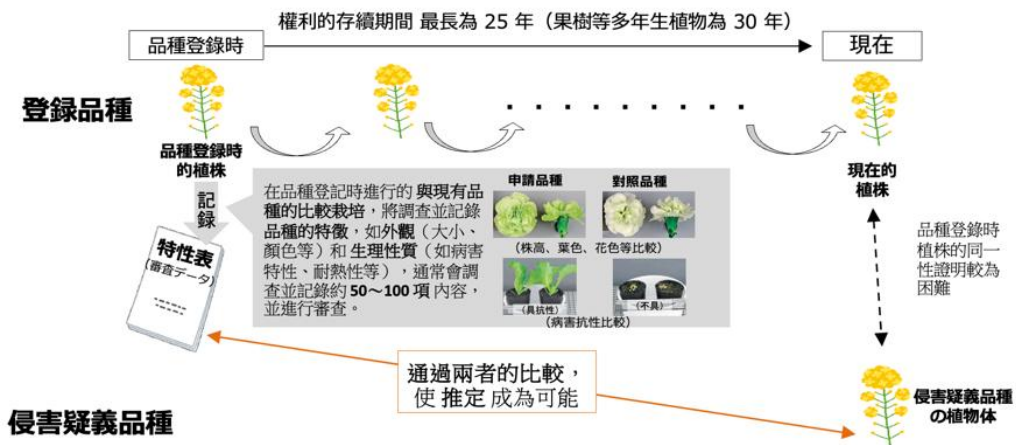 權利的存續期間 最長為 25 年（果樹等多年生植物為 30 年）
品種登錄時
現在
登録品種
品種登錄時
的植株
現在的
植株
記錄
在品種登記時進行的 與現有品
種的比較栽培，將調查並記錄
品種的特徵，如外觀（大小、
顏色等）和 生理性質（如病害
特性、耐熱性等），通常會調
查並記錄約 50～100 項 內容，
並進行審查。
申請品種
對照品種
（株高、葉色、花色等比較）
（具抗性）
（不具）
（病害抗性比較）
特性表
（審査データ）
品種登錄時
植株的同一
性證明較為
困難
通過兩者的比較，
使 推定 成為可能
侵害疑義品種
の植物体
侵害疑義品種